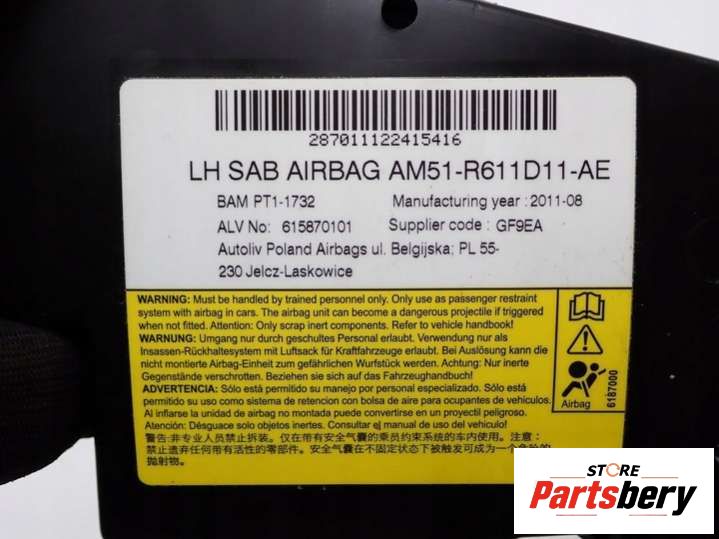 287011122415416
LH SAB AIRBAG AM51-R611D11-AE
BAM PT1-1732 Manufacturing year : 2011-08
ALV No: 615870101 Supplier code : GF9EA
Autoliv Poland Airbags ul. Belgijska; PL 55-
230 Jelcz-Laskowice
WARNING: Must be handled by trained personnel only. Only use as passenger restraint
system with airbag in cars. The airbag unit can become a dangerous projectile if triggered
when not fitted. Attention: Only scrap inert components. Refer to vehicle handbook!
WARNUNG: Umgang nur durch geschultes Personal erlaubt. Verwendung nur als
Insassen-Rückhaltesystem mit Luftsack für Kraftfahrzeuge erlaubt. Bei Auslösung kann die
nicht montierte Airbag-Einheit zum gefährlichen Wurfstück werden. Achtung: Nur inerte
Gegenstände verschrotten. Beziehen sie sich auf das Fahrzeughandbuch!
ADVERTENCIA: Sólo está permitido su manejo por personal especializado. Sólo está
permitido su uso como sistema de retencion con bolsa de aire para ocupantes de vehículos.
Al inflarse la unidad de airbag no montada puede convertirse en un proyectil peligroso.
Atención: Desguace solo objetos inertes. Consultar ej manual de uso del vehículo!
警告:非专业人员禁止拆装。仅在带有安全气囊的乘员约束系统的车内使用。注意：
禁止遗弃任何带有活性的零部件。安全气囊在不固定状态下被触发可成为一个危险的
抛射物。
Airbag
6187000
STORE
Partsbery